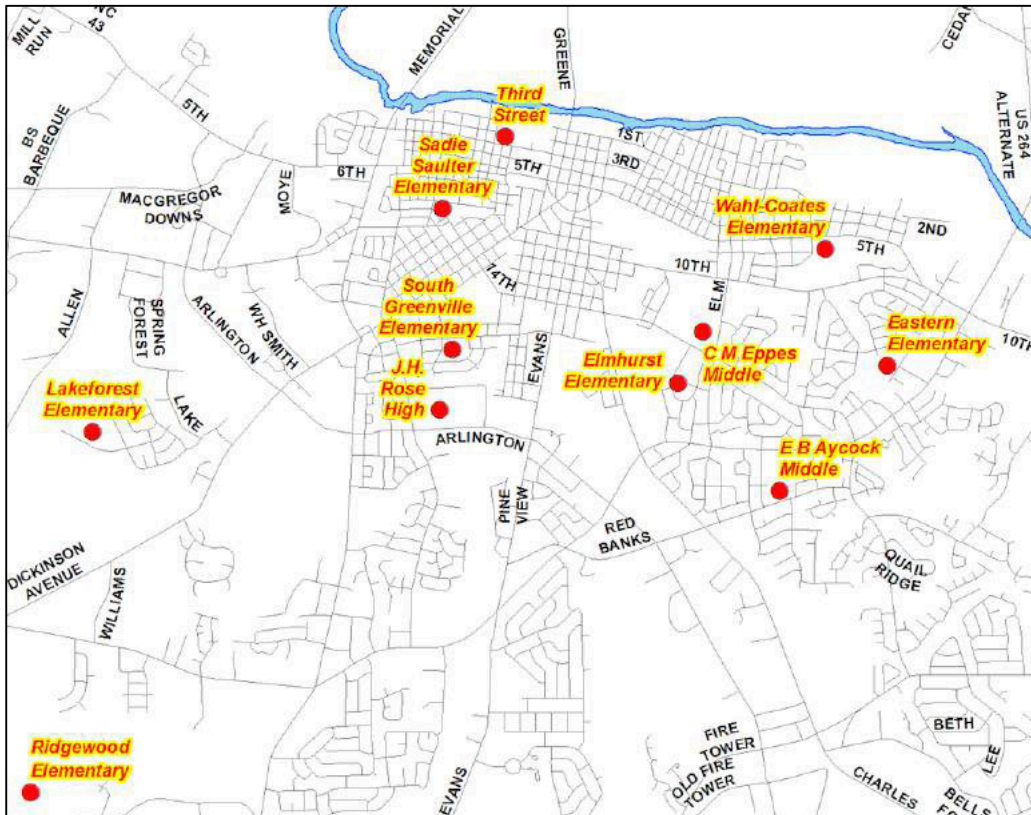 MILL
RUN
NC
43
MEMORIAL
GREENE
CEDAR
US 264
ALTERNATE
BS
BARBEQUE
5TH
Third
Street
1ST
3RD
5TH
Sadie
Saulter
Elementary
6TH
MOYE
MACGREGOR
DOWNS
Wahl-Coates
Elementary
2ND
5TH
10TH
14TH
ELM
South
Greenville
Elementary
ALLEN
SPRING
FOREST
ARLINGTON
WH SMITH
EVANS
Elmhurst
Elementary
C M Eppes
Middle
Eastern
Elementary
10TH
J.H.
Rose
High
Lakeforest
Elementary
LAKE
ARLINGTON
E B Aycock
Middle
PINE
VIEW
RED
BANKS
QUAIL
RIDGE
DICKINSON
AVENUE
WILLIAMS
Ridgewood
Elementary
EVANS
FIRE
TOWER
OLD FIRE
TOWER
BETH
LEE
CHARLES
BELLS